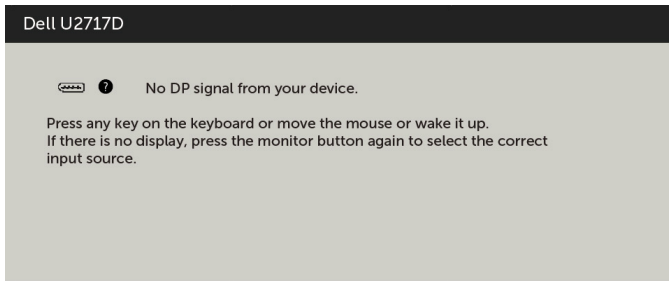 Dell U2717D
? No DP signal from your device.
Press any key on the keyboard or move the mouse or wake it up.
If there is no display, press the monitor button again to select the correct
input source.